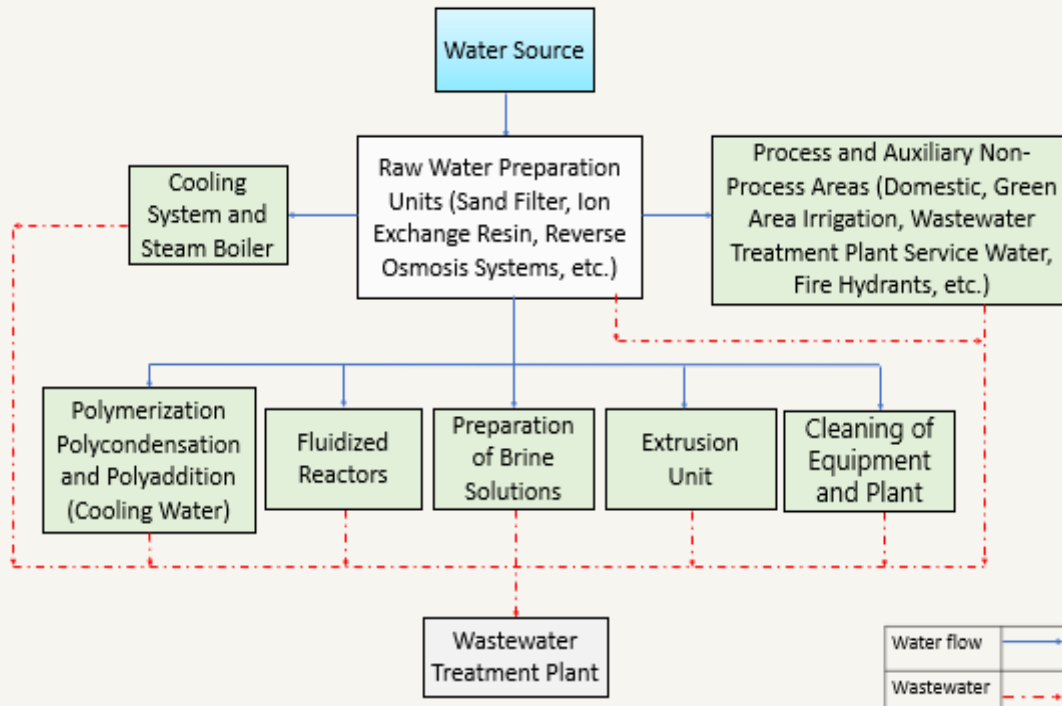 Water Source
Cooling
System and
Steam Boiler
Raw Water Preparation
Units (Sand Filter, Ion
Exchange Resin, Reverse
Osmosis Systems, etc.)
Process and Auxiliary Non-
Process Areas (Domestic, Green
Area Irrigation, Wastewater
Treatment Plant Service Water,
Fire Hydrants, etc.)
Polymerization
Polycondensation
and Polyaddition
(Cooling Water)
Fluidized
Reactors
Preparation
of Brine
Solutions
Extrusion
Unit
Cleaning of
Equipment
and Plant
Wastewater
Treatment Plant
Water flow
Wastewater